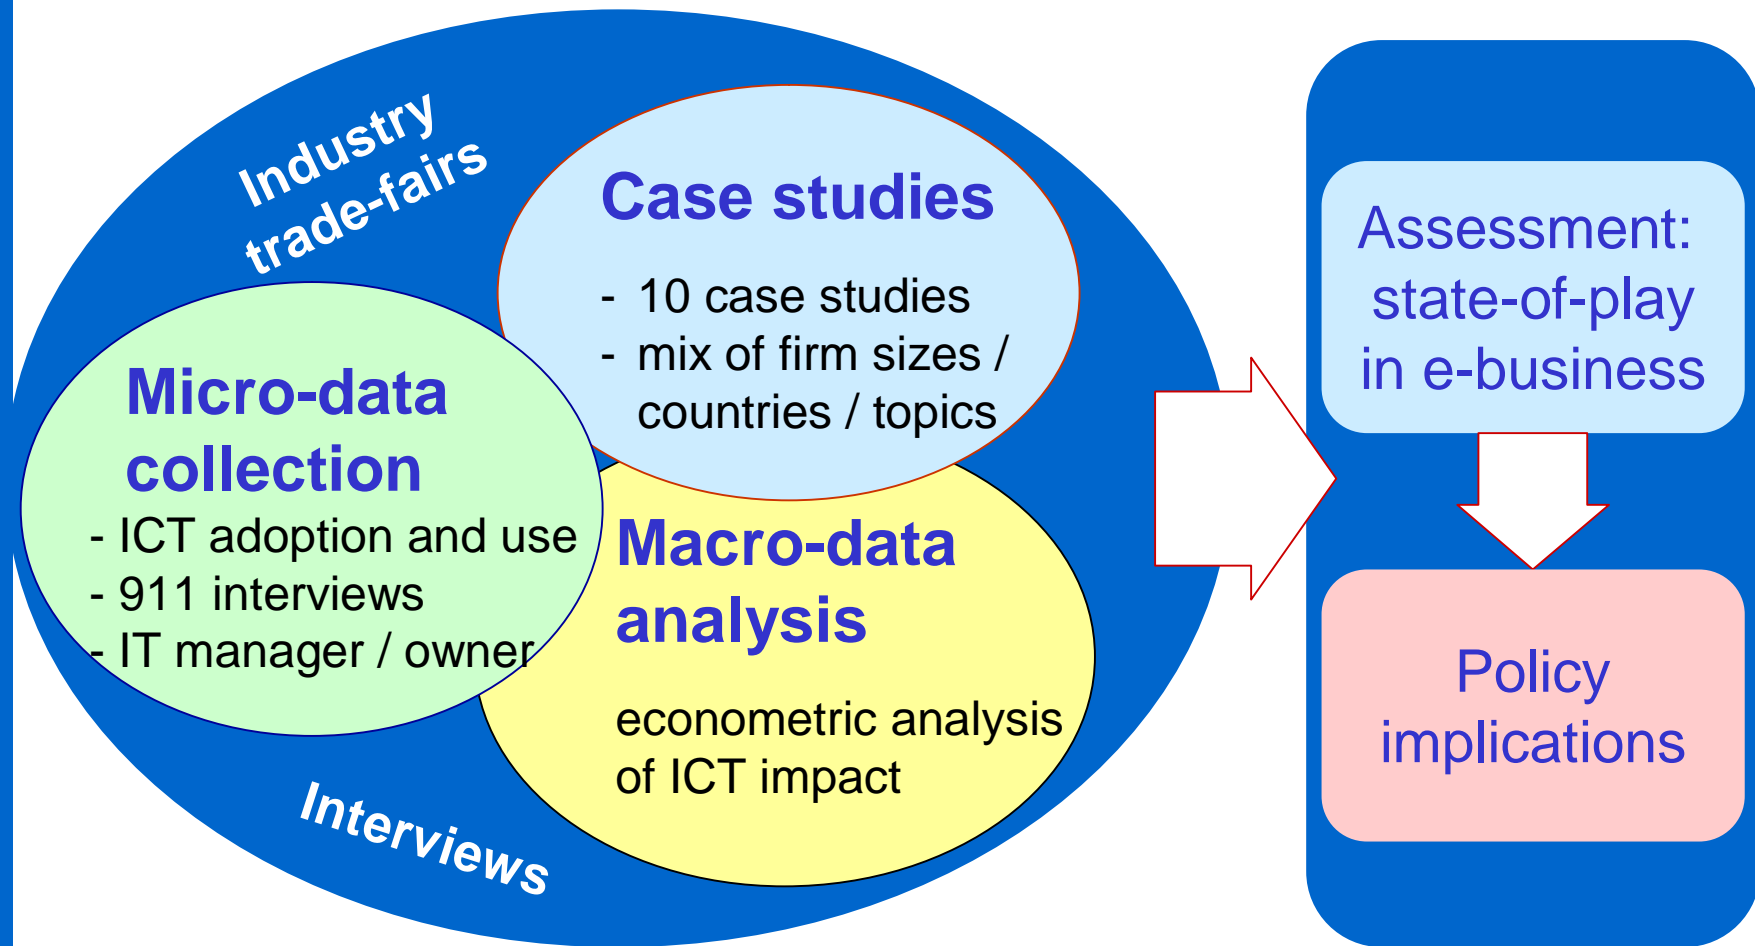 Industry
trade-fairs
Case studies
- 10 case studies
- mix of firm sizes /
countries / topics
Micro-data
collection
- ICT adoption and use
- 911 interviews
- IT manager / owner
Macro-data
analysis
econometric analysis
of ICT impact
Interviews
Assessment:
state-of-play
in e-business
Policy
implications